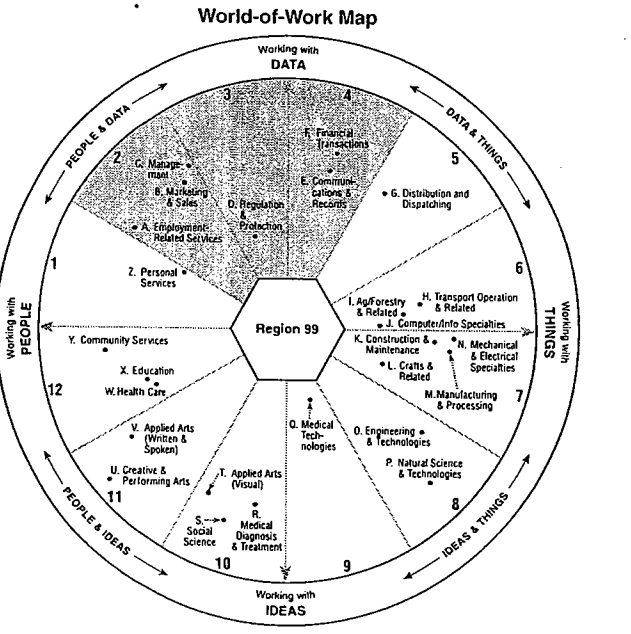 World-of-Work Map
Working with
DATA
PEOPLE & DATA
DATA & THINGS
3
4
2
5
F. Financial
Transactions
C. Manage-
ment
B. Marketing
& Sales
E. Communi-
cations &
Records
D. Regulation
&
Protection
G. Distribution and
Dispatching
A. Employment-
Related Services
1
6
Z. Personal
Services
I. Ag/Forestry
& Related
H. Transport Operation
& Related
J. Computer/Info Specialties
Working with
PEOPLE
Region 99
Working with
THINGS
Y. Community Services
K. Construction &
Maintenance
N. Mechanical
& Electrical
Specialties
X. Education
W. Health Care
L. Crafts &
Related
M. Manufacturing
& Processing
12
7
V. Applied Arts
(Written &
Spoken)
Q. Medical
Tech-
nologies
O. Engineering
& Technologies
U. Creative &
Performing Arts
T. Applied Arts
(Visual)
P. Natural Science
& Technologies
11
8
S.
Social
Science
R.
Medical
Diagnosis
& Treatment
10
9
PEOPLE & IDEAS
IDEAS & THINGS
Working with
IDEAS